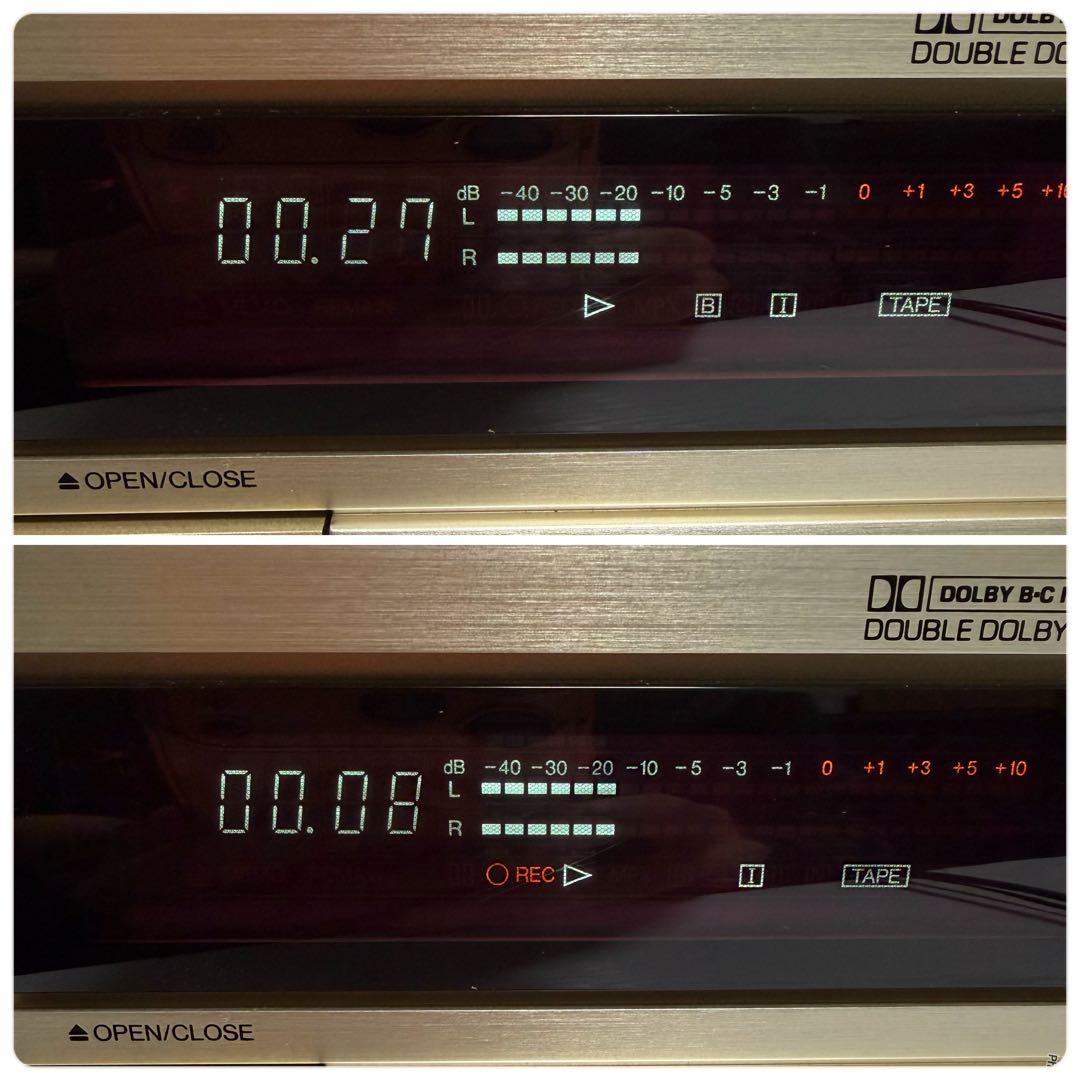 DOUBLE
00.27 dB -40 -30 -20 -10 -5 -3 -1 0 +1 +3 +5
L
R
B I TAPE
OPEN/CLOSE
DOLBY B·C
DOUBLE DOLBY
00.08 dB -40 -30 -20 -10 -5 -3 -1 0 +1 +3 +5 +10
L
R
REC I TAPE
OPEN/CLOSE